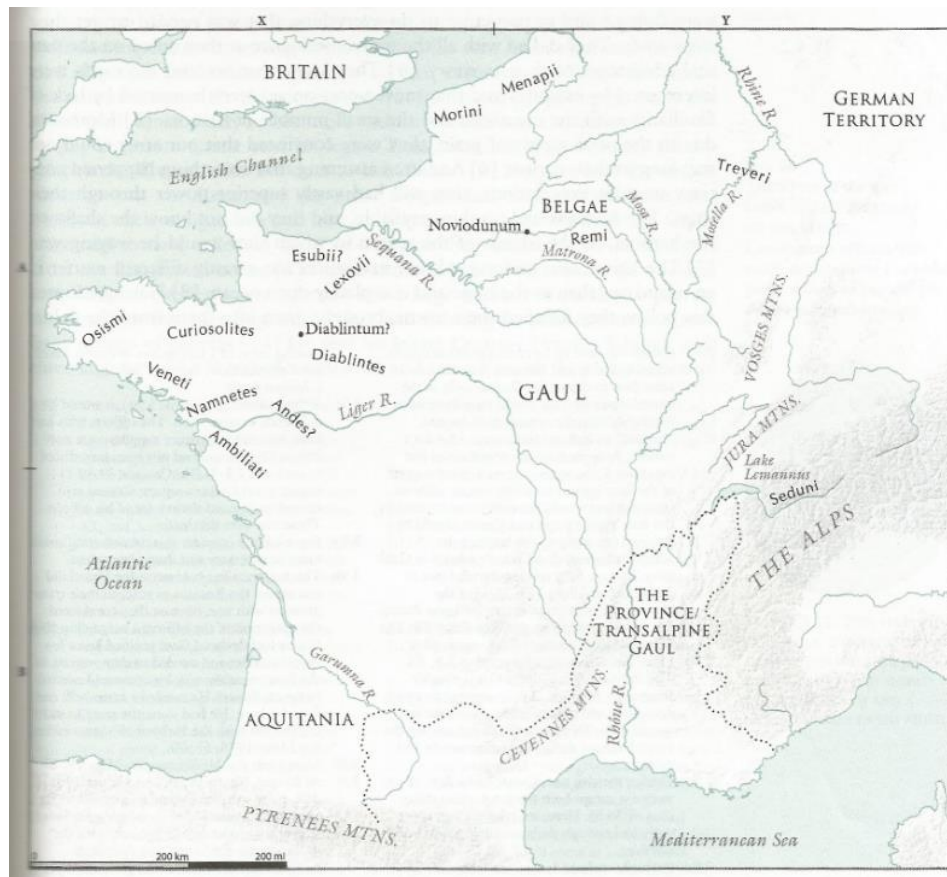 X
Y
BRITAIN
Menapii
Morini
Rhine R.
GERMAN
TERRITORY
English Channel
Treveri
BELGAE
Mosa R.
Mosella R.
Noviodunum
Remi
Matrona R.
Esubii?
Lexovii
Sequana R.
A
Osismi
Curiosolites
Diablintum?
Diablintes
VOSGES MTNS.
Veneti
Namnetes
Andes?
Liger R.
GAUL
Ambiliati
JURA MTNS.
Lake
Lemannus
Seduni
THE ALPS
Atlantic
Ocean
THE
PROVINCE/
TRANSALPINE
GAUL
B
Garumna R.
AQUITANIA
CEVENNES MTNS.
Rhône R.
PYRENEES MTNS.
Mediterranean Sea
0
200 km
200 mi